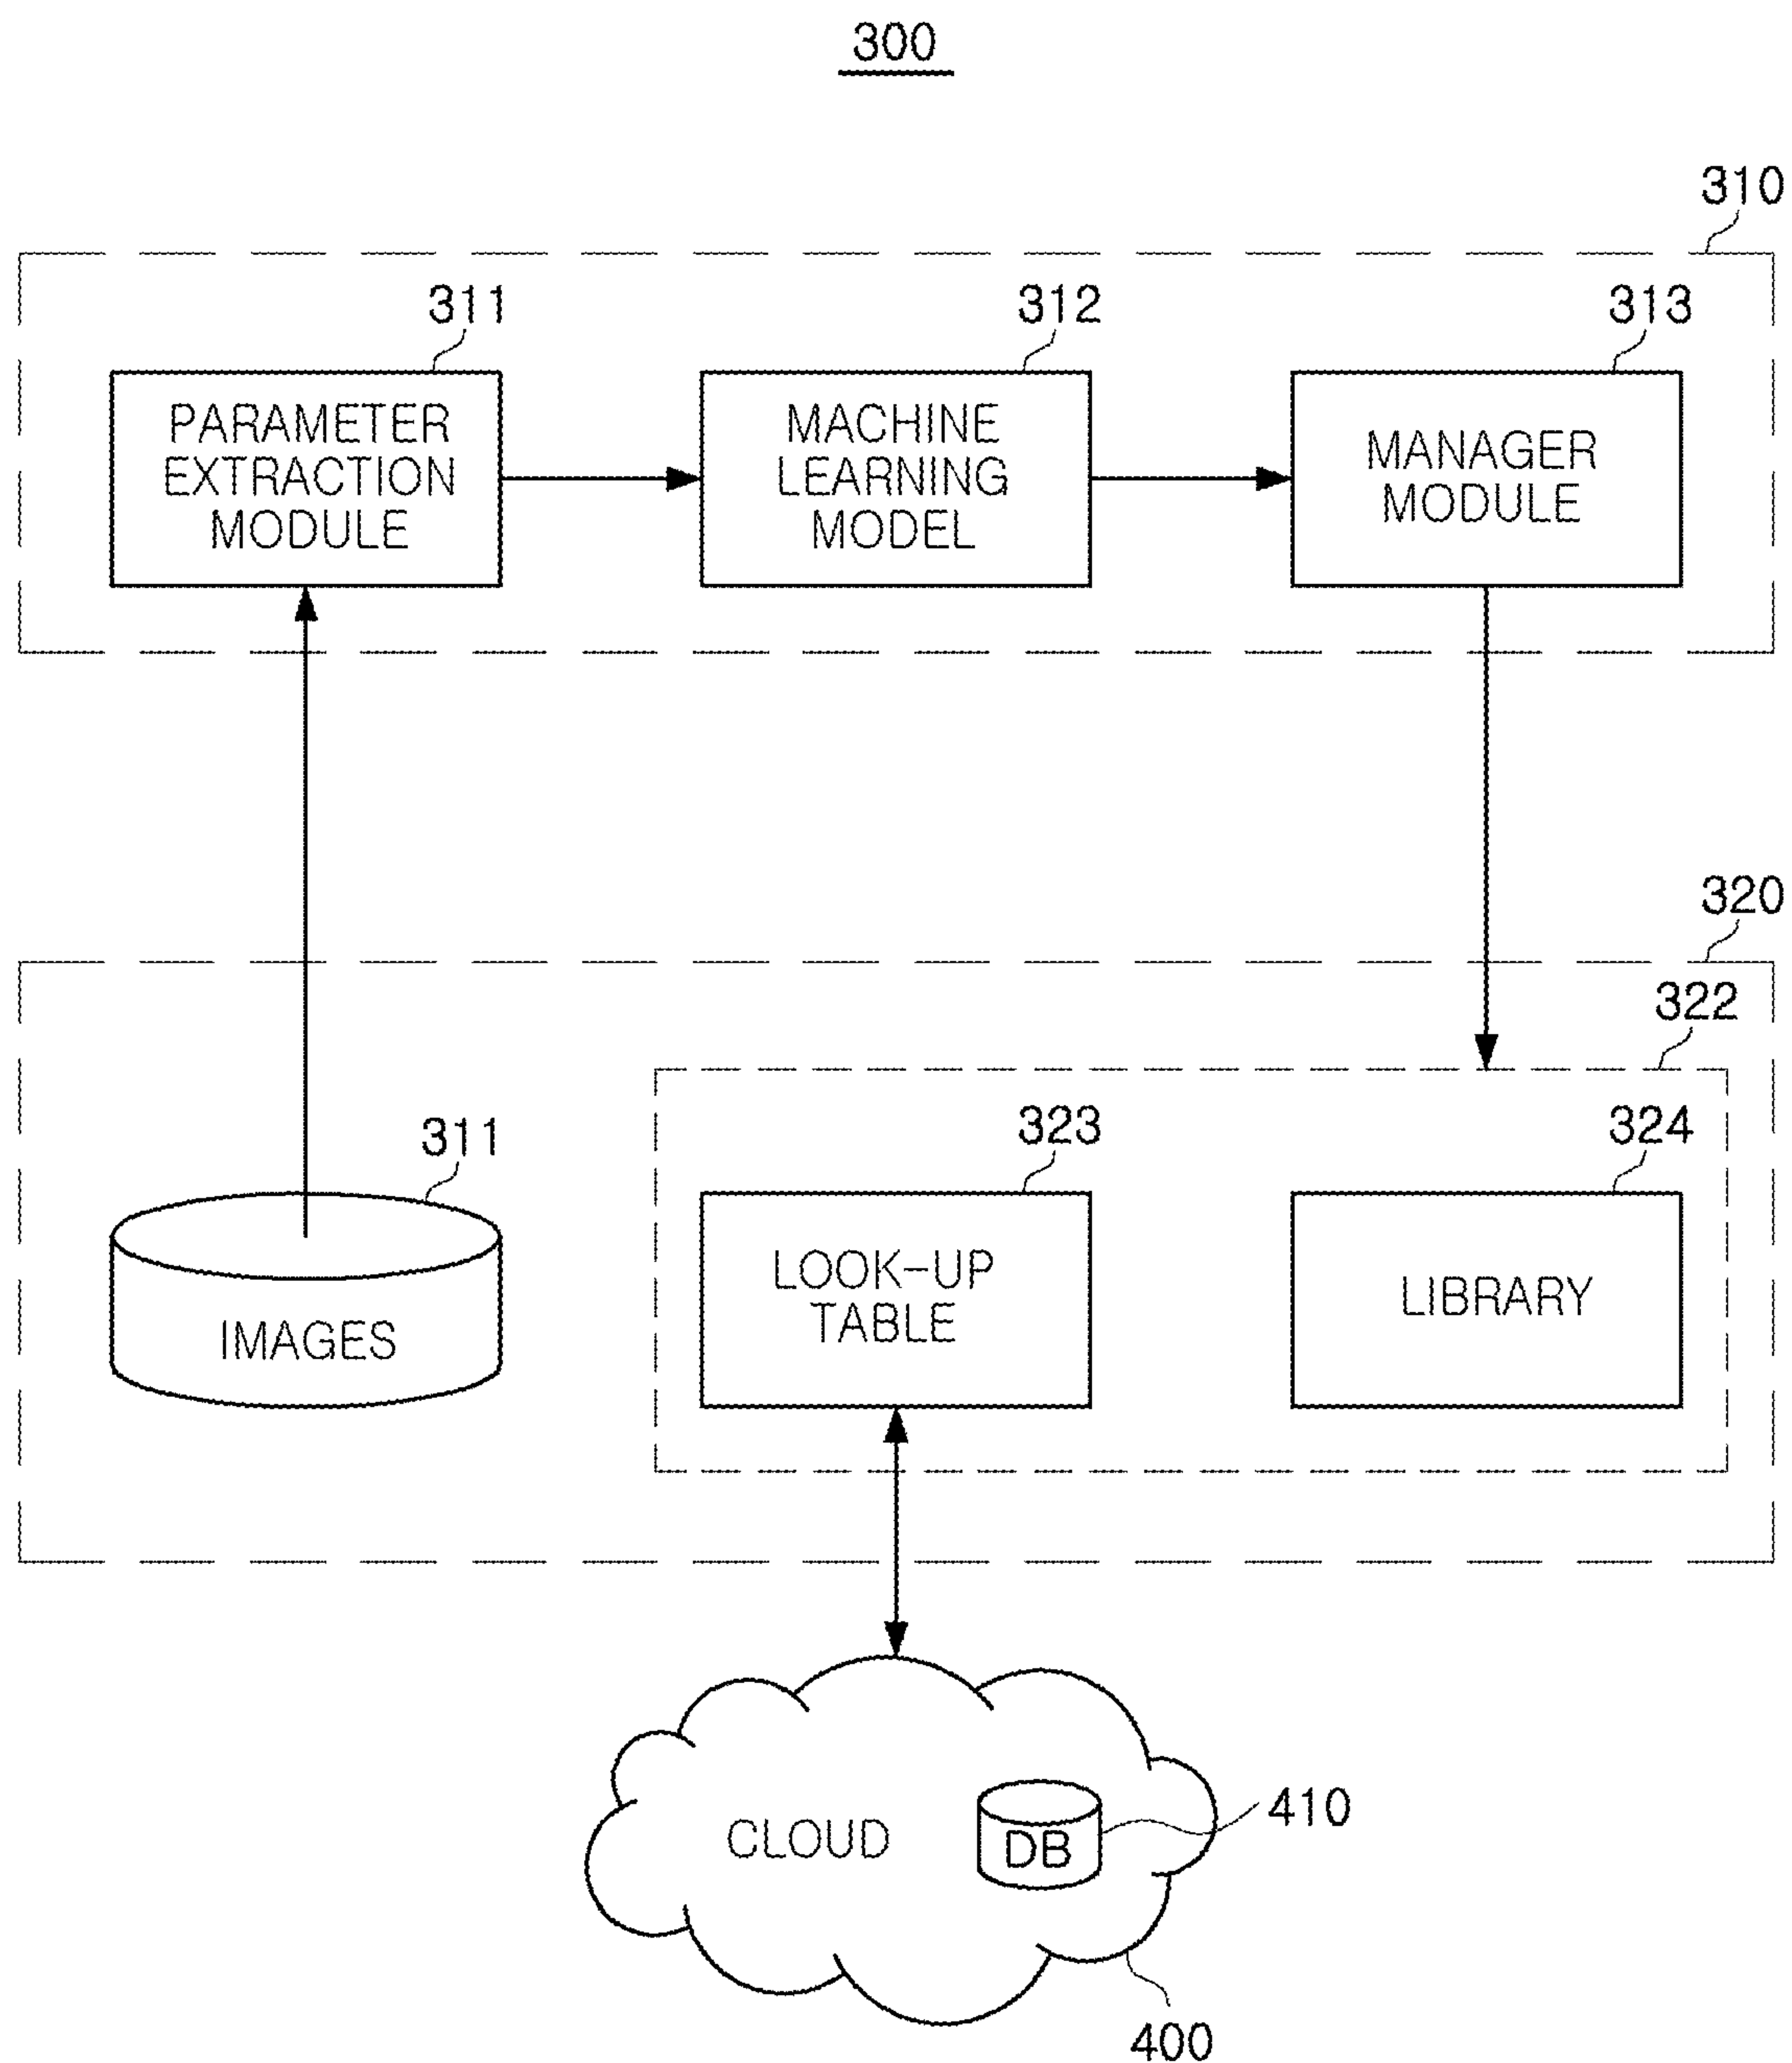 300
310
311
312
313
PARAMETER
EXTRACTION
MODULE
MACHINE
LEARNING
MODEL
MANAGER
MODULE
320
322
311
323
324
IMAGES
LOOK-UP
TABLE
LIBRARY
CLOUD
DB
410
400